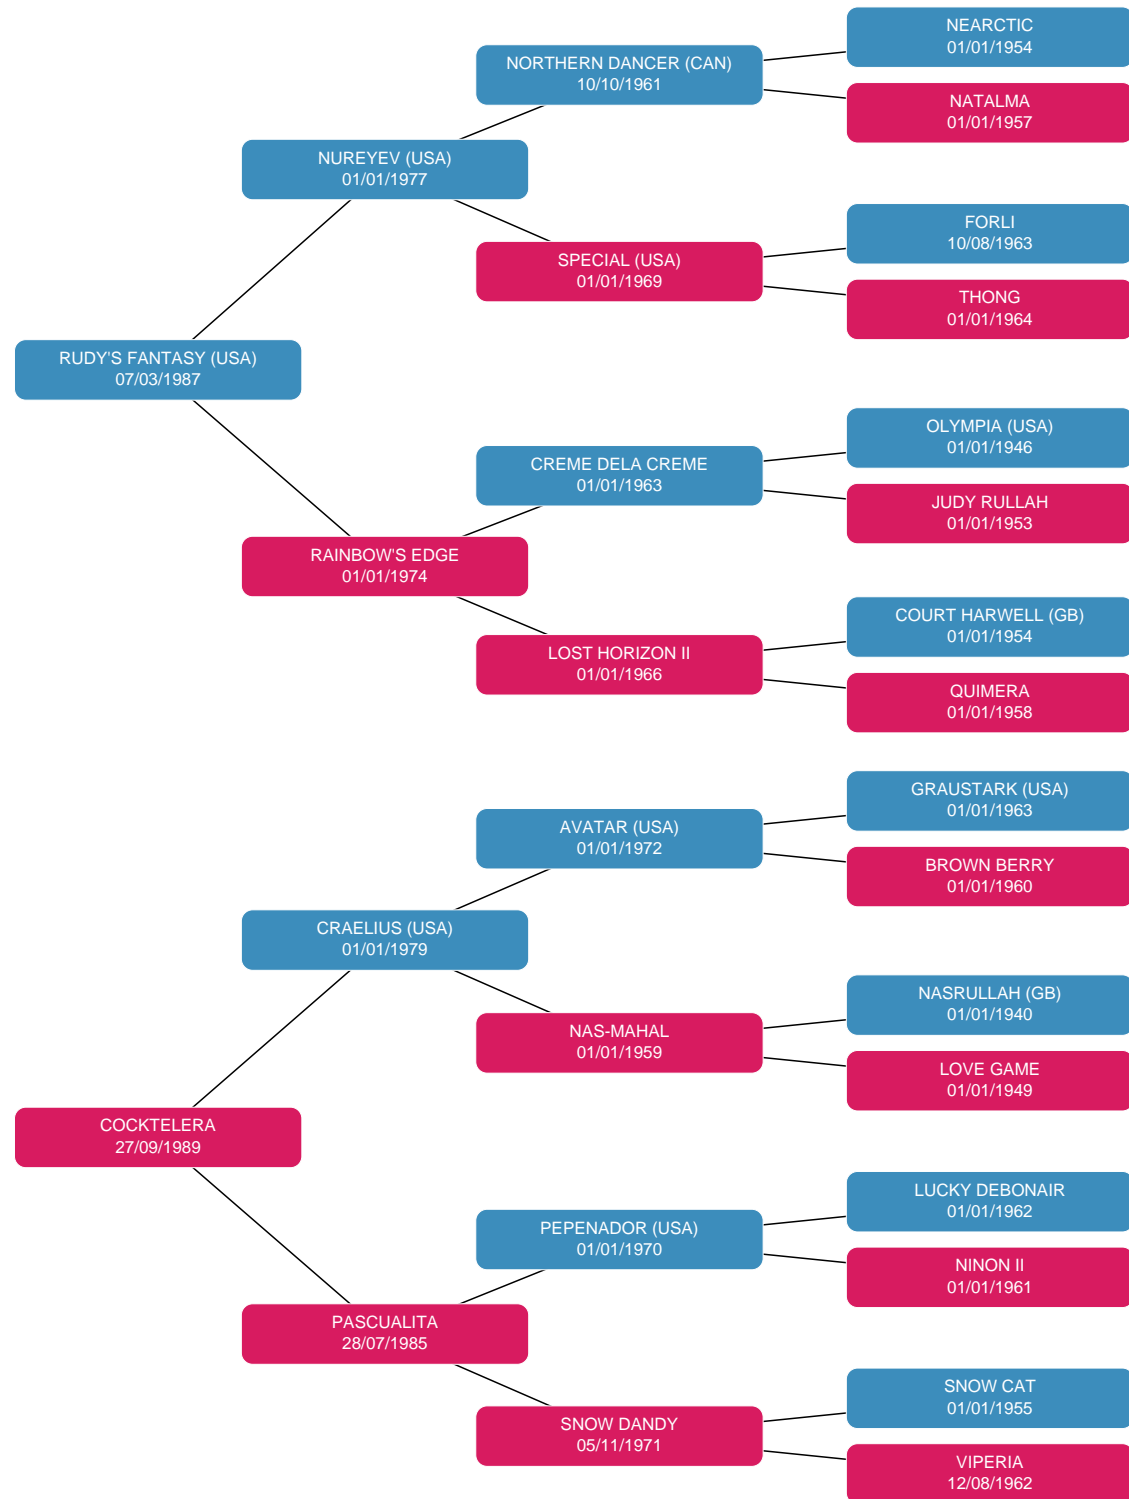 NEARCTIC
01/01/1954
NORTHERN DANCER (CAN)
10/10/1961
NATALMA
01/01/1957
NUREYEV (USA)
01/01/1977
FORLI
10/08/1963
SPECIAL (USA)
01/01/1969
THONG
01/01/1964
RUDY'S FANTASY (USA)
07/03/1987
OLYMPIA (USA)
01/01/1946
CREME DELA CREME
01/01/1963
JUDY RULLAH
01/01/1953
RAINBOW'S EDGE
01/01/1974
COURT HARWELL (GB)
01/01/1954
LOST HORIZON II
01/01/1966
QUIMERA
01/01/1958
GRAUSTARK (USA)
01/01/1963
AVATAR (USA)
01/01/1972
BROWN BERRY
01/01/1960
CRAELIUS (USA)
01/01/1979
NASRULLAH (GB)
01/01/1940
NAS-MAHAL
01/01/1959
LOVE GAME
01/01/1949
COCKTELERA
27/09/1989
LUCKY DEBONAIR
01/01/1962
PEPENADOR (USA)
01/01/1970
NINON II
01/01/1961
PASCUALITA
28/07/1985
SNOW CAT
01/01/1955
SNOW DANDY
05/11/1971
VIPERIA
12/08/1962